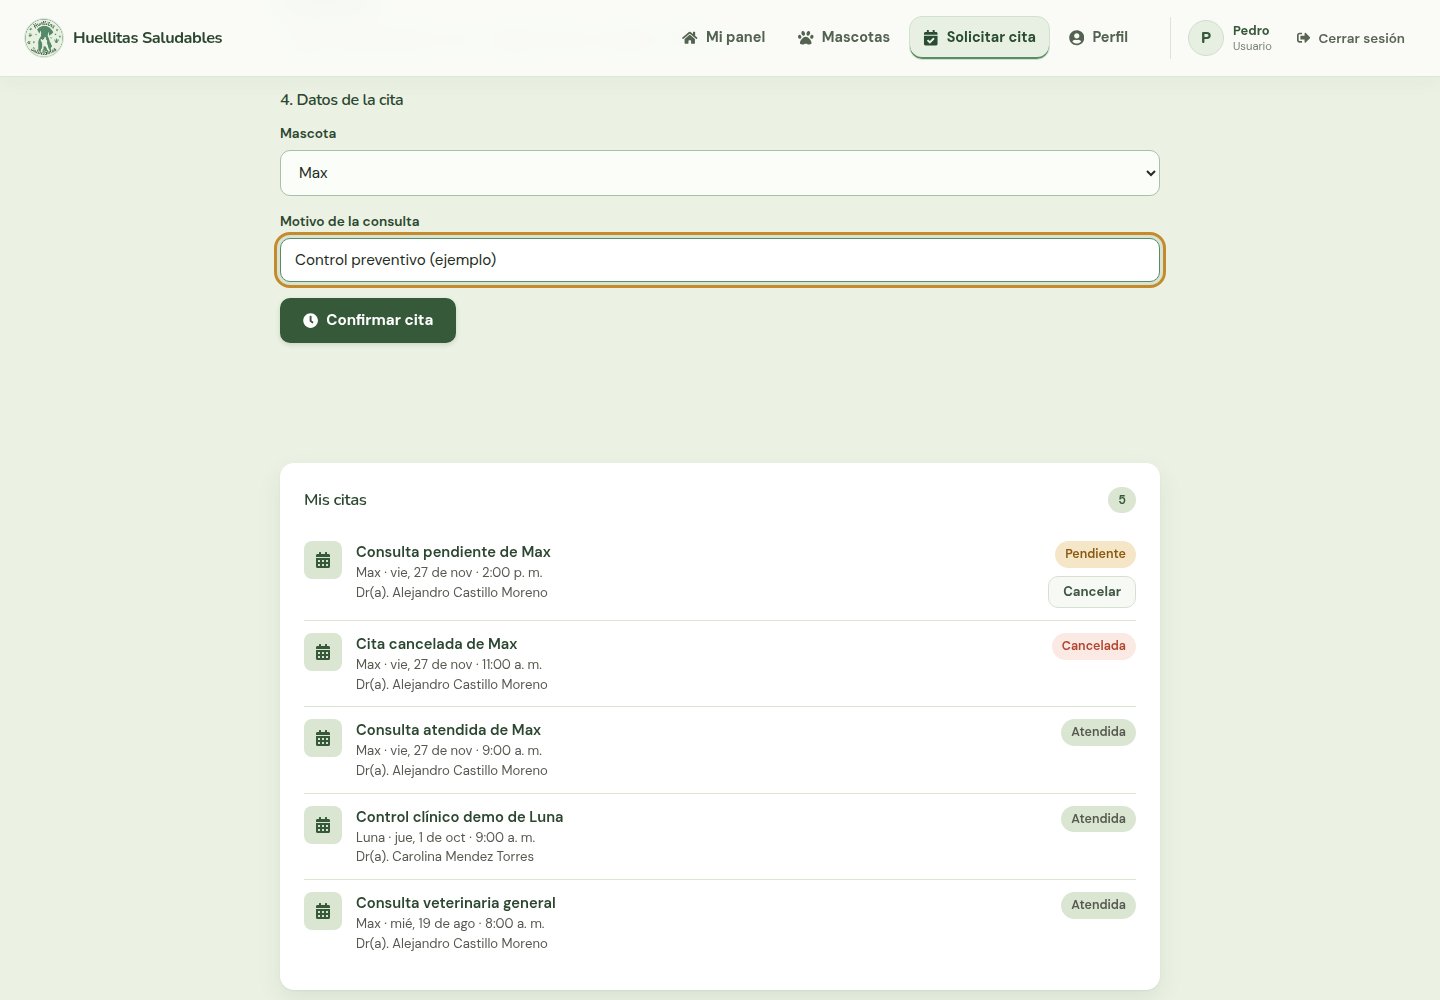 Huellitas Saludables
Mi panel
Mascotas
Solicitar cita
Perfil
P
Pedro
Usuario
Cerrar sesión
4. Datos de la cita
Mascota
Max
Motivo de la consulta
Control preventivo (ejemplo)
Confirmar cita
Mis citas
5
Consulta pendiente de Max
Max · vie, 27 de nov · 2:00 p. m.
Dr(a). Alejandro Castillo Moreno
Pendiente
Cancelar
Cita cancelada de Max
Max · vie, 27 de nov · 11:00 a. m.
Dr(a). Alejandro Castillo Moreno
Cancelada
Consulta atendida de Max
Max · vie, 27 de nov · 9:00 a. m.
Dr(a). Alejandro Castillo Moreno
Atendida
Control clínico demo de Luna
Luna · jue, 1 de oct · 9:00 a. m.
Dr(a). Carolina Mendez Torres
Atendida
Consulta veterinaria general
Max · mié, 19 de ago · 8:00 a. m.
Dr(a). Alejandro Castillo Moreno
Atendida